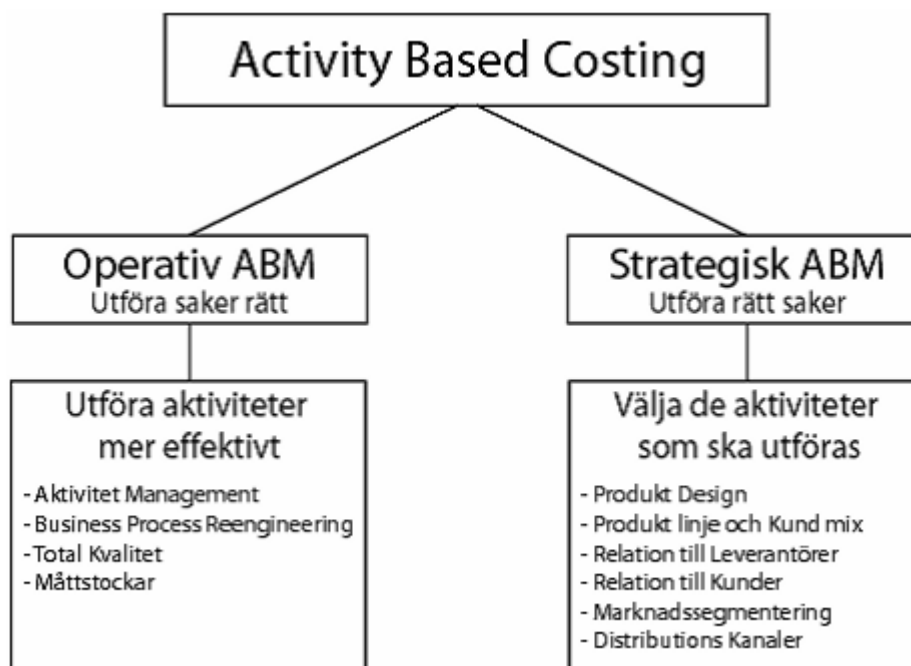 Activity Based Costing
Operativ ABM
Utföra saker rätt
Strategisk ABM
Utföra rätt saker
Utföra aktiviteter
mer effektivt
- Aktivitet Management
- Business Process Reengineering
- Total Kvalitet
- Måttstockar
Välja de aktiviteter
som ska utföras
- Produkt Design
- Produkt linje och Kund mix
- Relation till Leverantörer
- Relation till Kunder
- Marknadssegmentering
- Distributions Kanaler